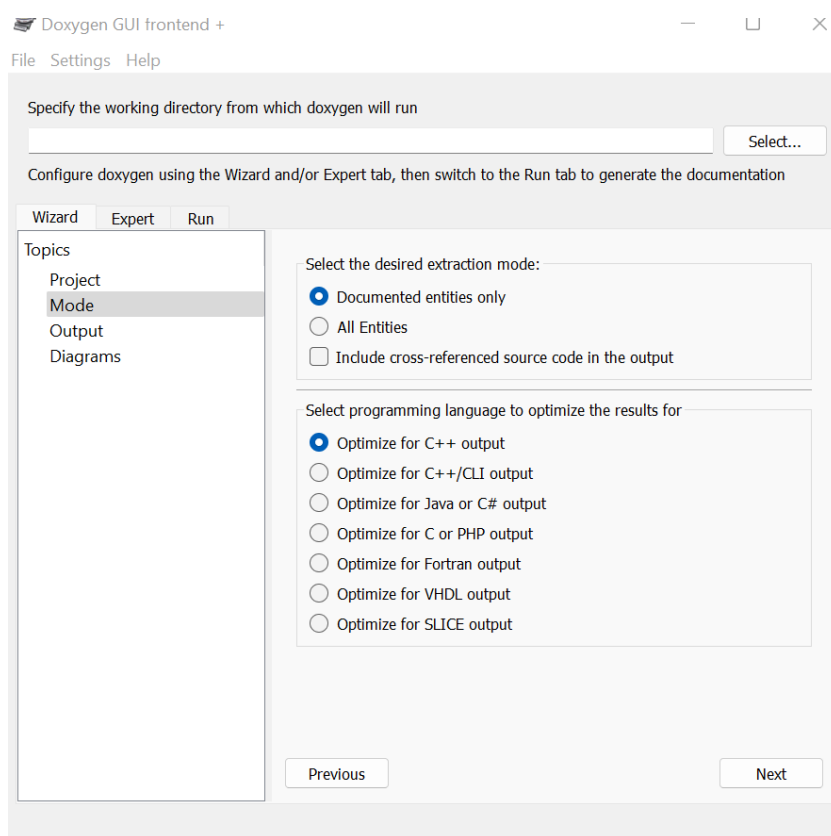 Doxygen GUI frontend +
File Settings Help
Specify the working directory from which doxygen will run
Select...
Configure doxygen using the Wizard and/or Expert tab, then switch to the Run tab to generate the documentation
Wizard Expert Run
Topics
Project
Mode
Output
Diagrams
Select the desired extraction mode:
Documented entities only
All Entities
Include cross-referenced source code in the output
Select programming language to optimize the results for
Optimize for C++ output
Optimize for C++/CLI output
Optimize for Java or C# output
Optimize for C or PHP output
Optimize for Fortran output
Optimize for VHDL output
Optimize for SLICE output
Previous Next